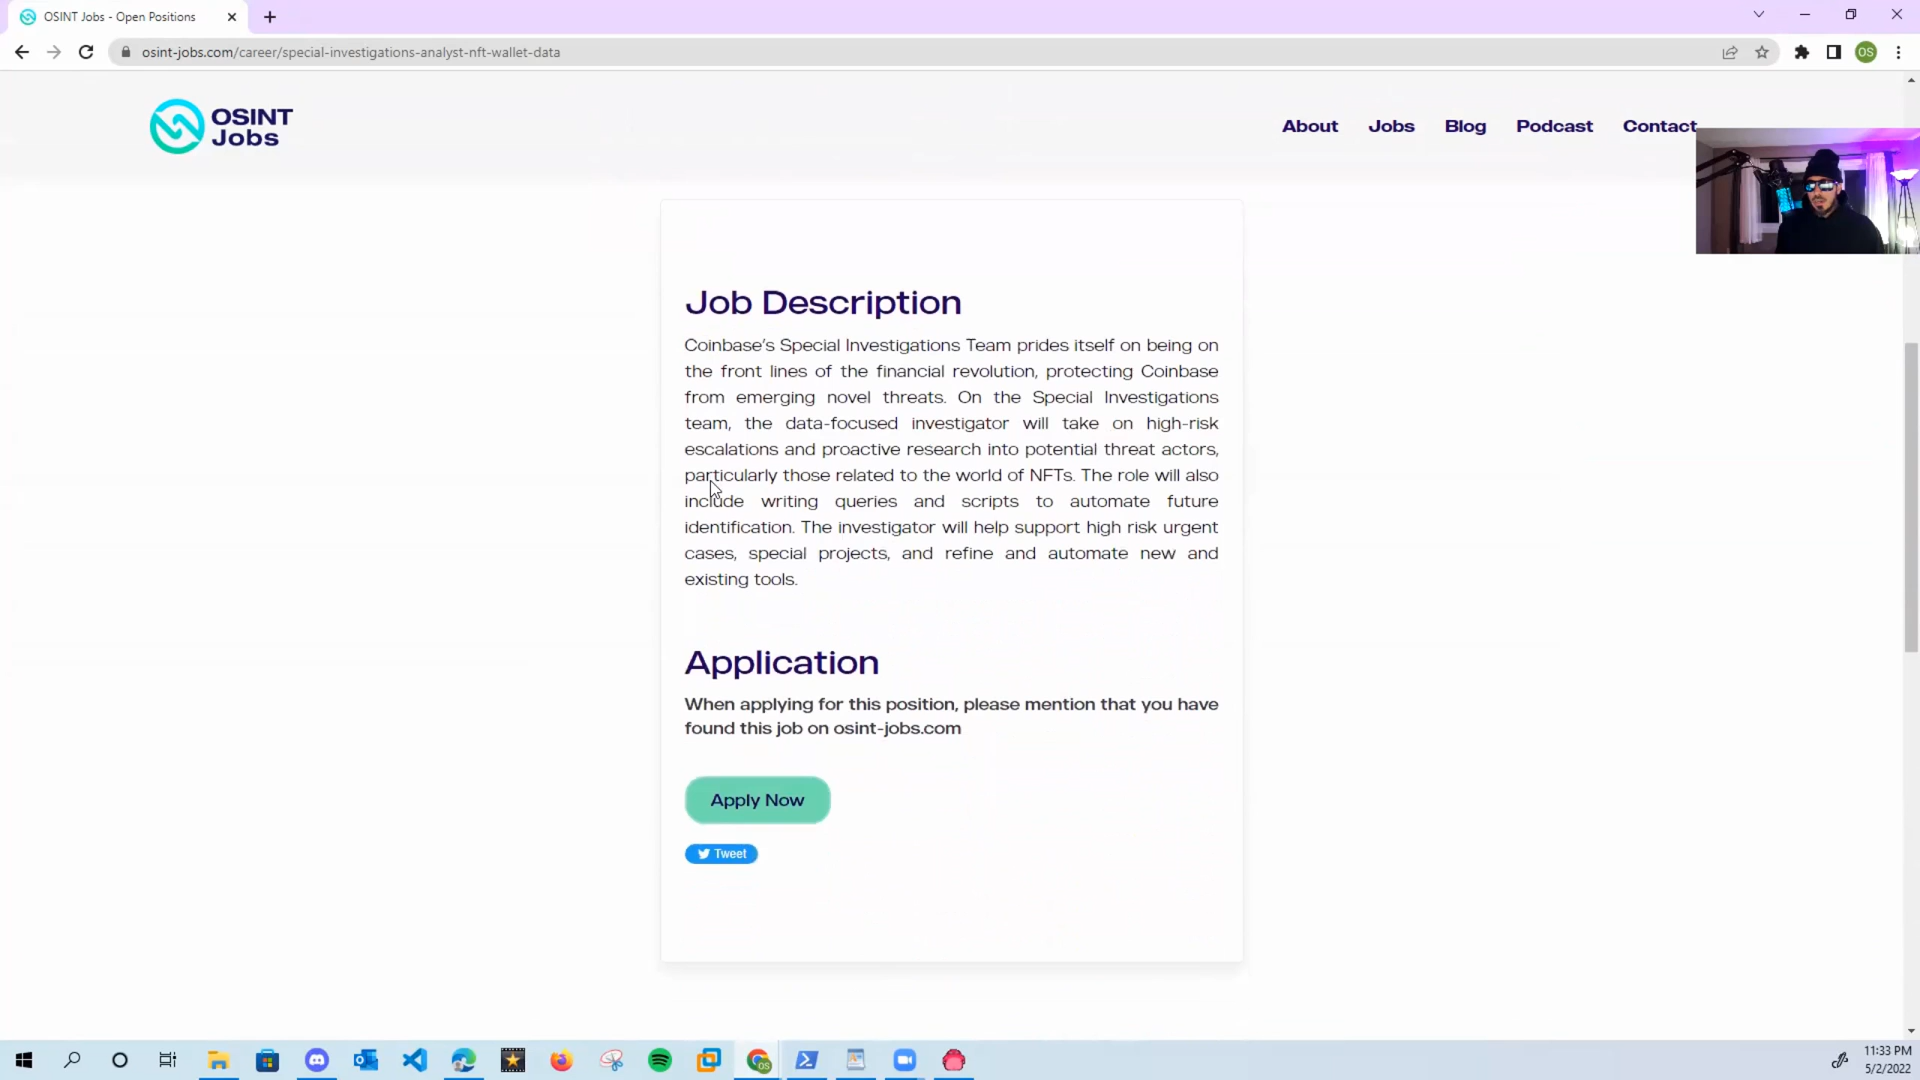 OSINT Jobs - Open Positions
osint-jobs.com/career/special-investigations-analyst-nft-wallet-data
OS
OSINT
Jobs
About Jobs Blog Podcast Contact
Job Description
Coinbase's Special Investigations Team prides itself on being on
the front lines of the financial revolution, protecting Coinbase
from emerging novel threats. On the Special Investigations
team, the data-focused investigator will take on high-risk
escalations and proactive research into potential threat actors,
particularly those related to the world of NFTs. The role will also
include writing queries and scripts to automate future
identification. The investigator will help support high risk urgent
cases, special projects, and refine and automate new and
existing tools.
Application
When applying for this position, please mention that you have
found this job on osint-jobs.com
Apply Now
Tweet
11:33 PM
5/2/2022